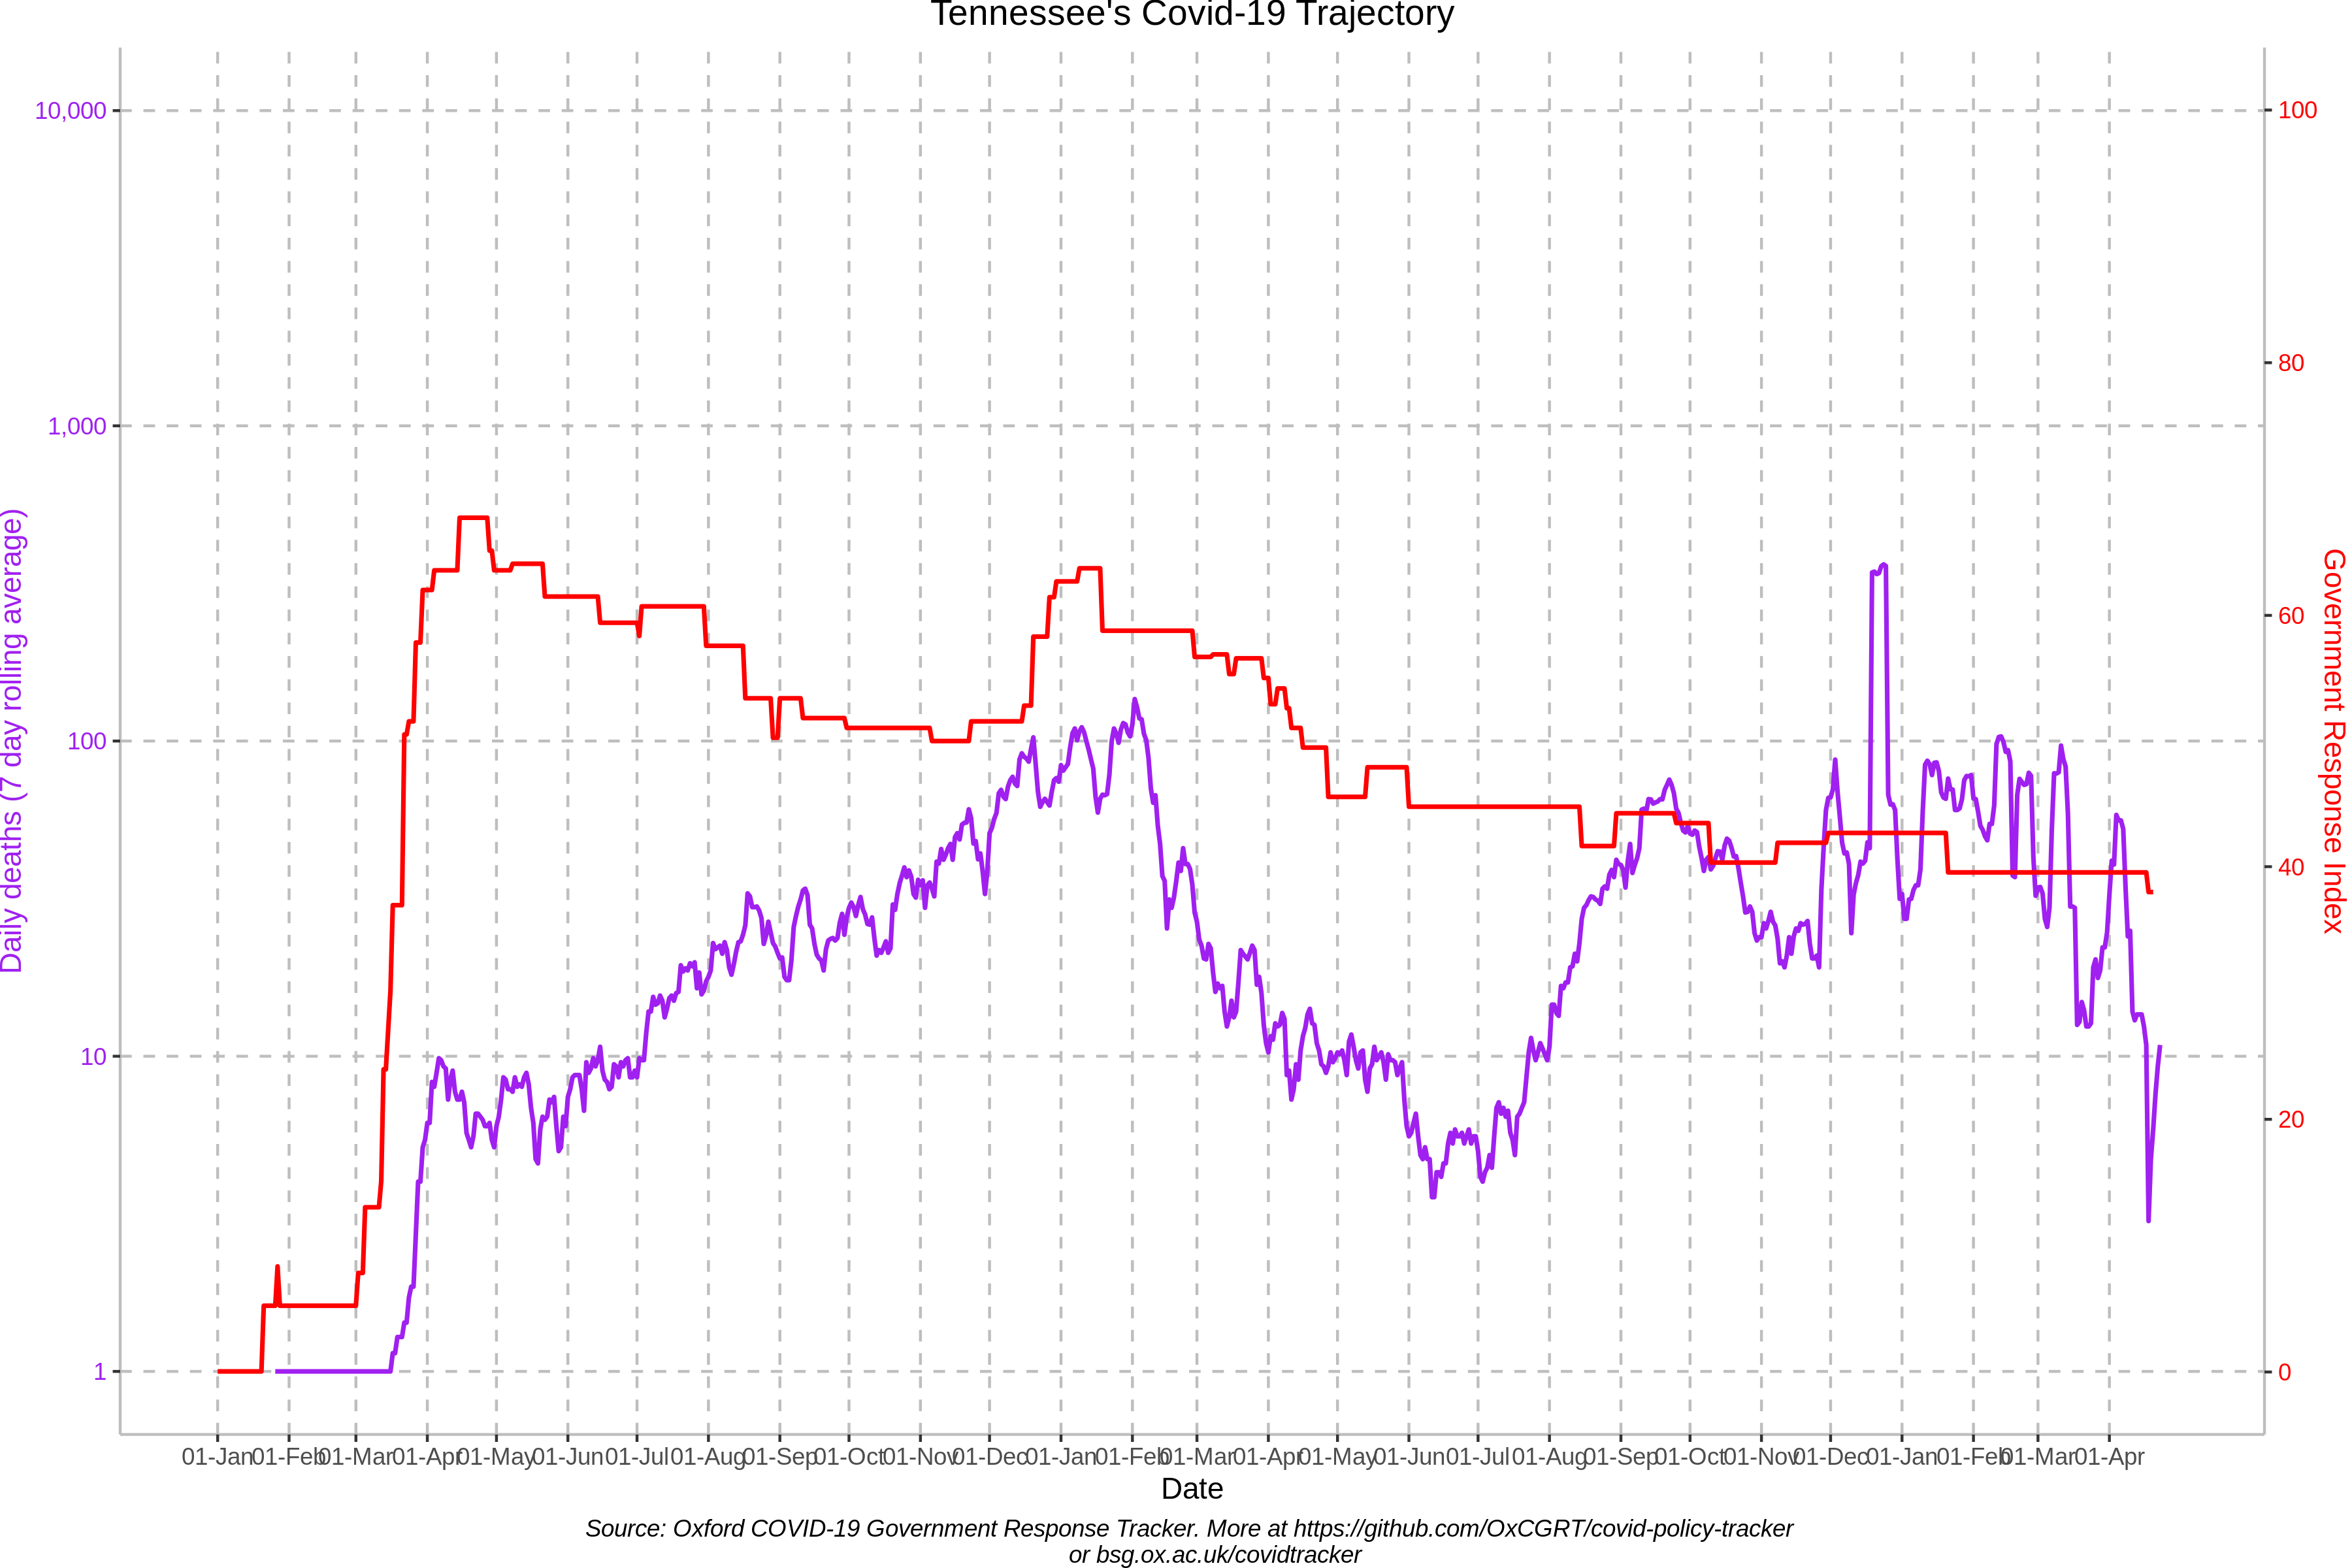 Tennessee's Covid-19 Trajectory
Daily deaths (7 day rolling average)
10,000
1,000
100
10
1
100
80
60
40
20
0
Government Response Index
01-Jan 01-Feb 01-Mar 01-Apr 01-May 01-Jun 01-Jul 01-Aug 01-Sep 01-Oct 01-Nov 01-Dec 01-Jan 01-Feb 01-Mar 01-Apr 01-May 01-Jun 01-Jul 01-Aug 01-Sep 01-Oct 01-Nov 01-Dec 01-Jan 01-Feb 01-Mar 01-Apr
Date
Source: Oxford COVID-19 Government Response Tracker. More at https://github.com/OxCGRT/covid-policy-tracker
or bsg.ox.ac.uk/covidtracker